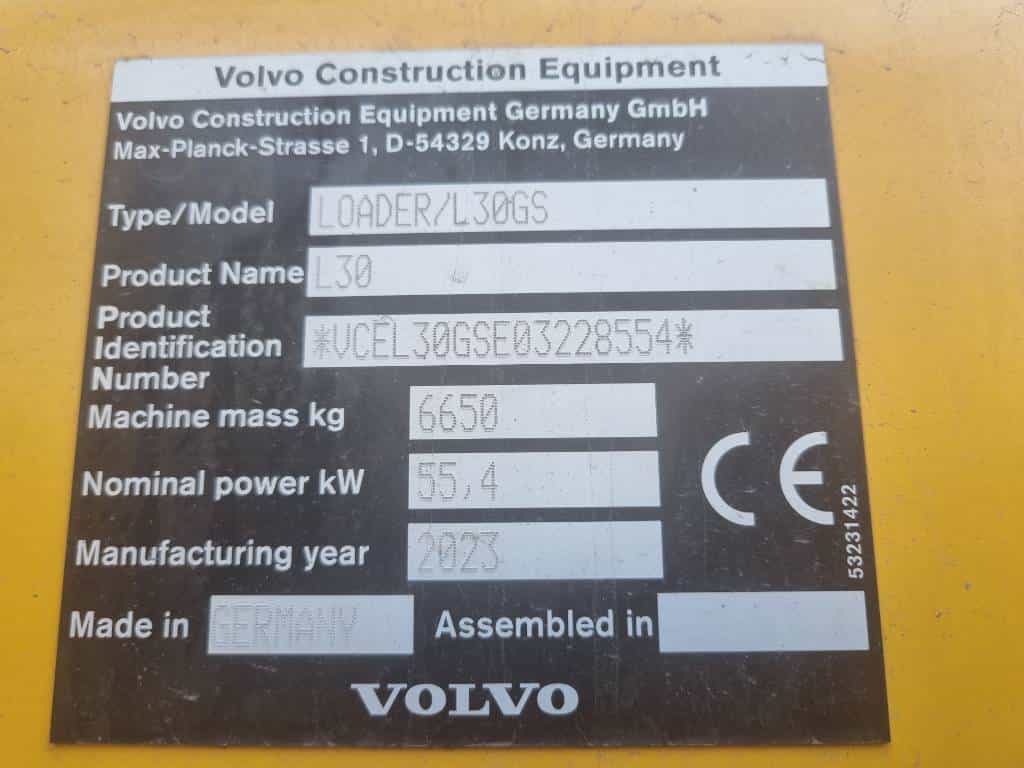 Volvo Construction Equipment
Volvo Construction Equipment Germany GmbH
Max-Planck-Strasse 1, D-54329 Konz, Germany
Type/Model LOADER/L30GS
Product Name L30
Product
Identification *VCEL30GSE03228554*
Number
Machine mass kg 6650
Nominal power kW 55,4
Manufacturing year 2023
CE
53231422
Made in GERMANY Assembled in
VOLVO